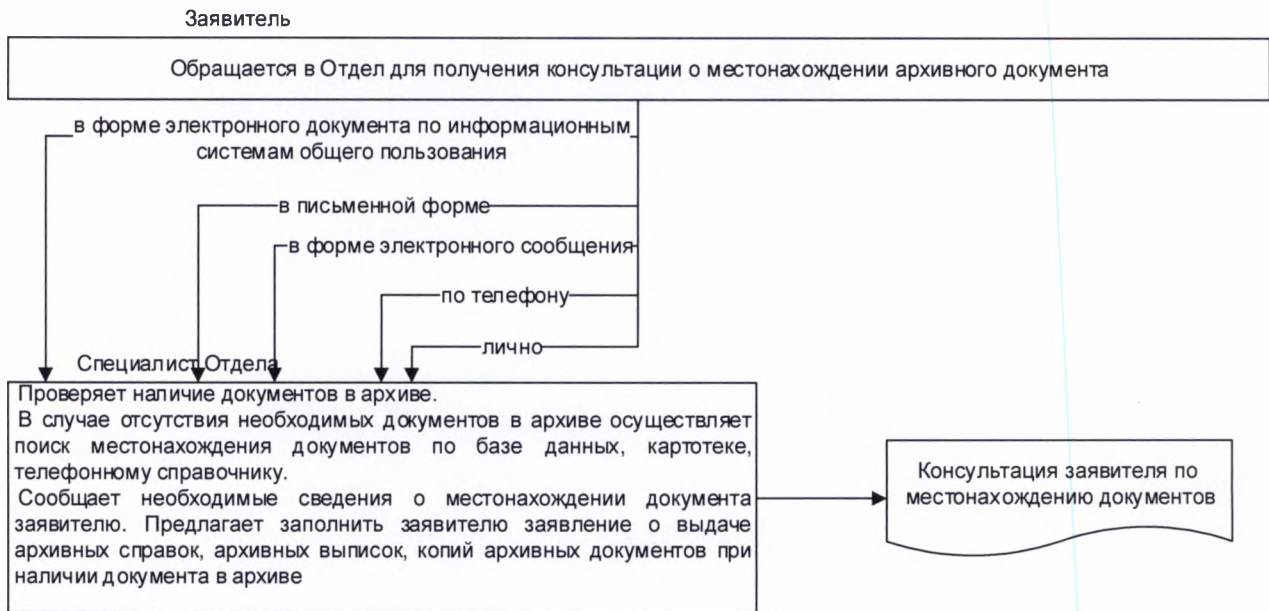 Заявитель
Обращается в Отдел для получения консультации о местонахождении архивного документа
в форме электронного документа по информационным
системам общего пользования
в письменной форме
в форме электронного сообщения
по телефону
лично
Специалист Отдела
Проверяет наличие документов в архиве.
В случае отсутствия необходимых документов в архиве осуществляет
поиск местонахождения документов по базе данных, картотеке,
телефонному справочнику.
Сообщает необходимые сведения о местонахождении документа
заявителю. Предлагает заполнить заявителю заявление о выдаче
архивных справок, архивных выписок, копий архивных документов при
наличии документа в архиве
Консультация заявителя по
местонахождению документов